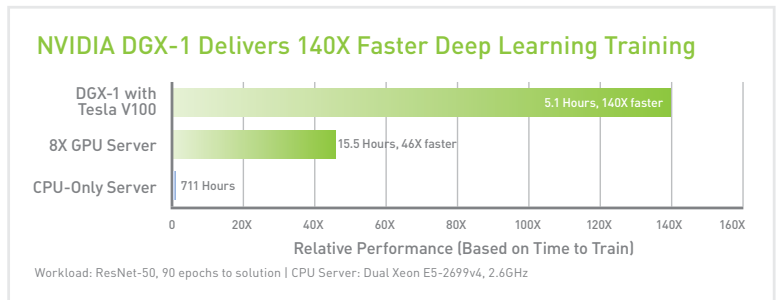 NVIDIA DGX-1 Delivers 140X Faster Deep Learning Training
DGX-1 with
Tesla V100
5.1 Hours, 140X faster
8X GPU Server
15.5 Hours, 46X faster
CPU-Only Server
711 Hours
0 20X 40X 60X 80X 100X 120X 140X 160X
Relative Performance (Based on Time to Train)
Workload: ResNet-50, 90 epochs to solution | CPU Server: Dual Xeon E5-2699v4, 2.6GHz